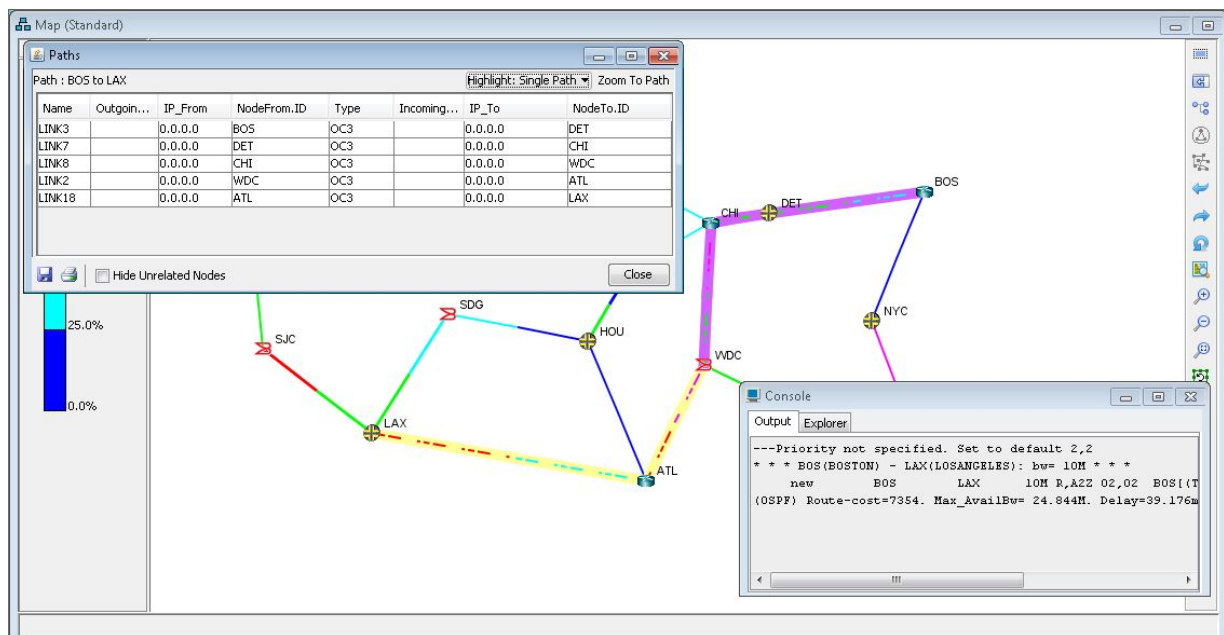 Map (Standard)
Paths
Path : BOS to LAX
Highlight: Single Path
Zoom To Path
Name Outgoin... IP_From NodeFrom.ID Type Incoming... IP_To NodeTo.ID
LINK3 0.0.0.0 BOS OC3 0.0.0.0 DET
LINK7 0.0.0.0 DET OC3 0.0.0.0 CHI
LINK8 0.0.0.0 CHI OC3 0.0.0.0 WDC
LINK2 0.0.0.0 WDC OC3 0.0.0.0 ATL
LINK18 0.0.0.0 ATL OC3 0.0.0.0 LAX
Hide Unrelated Nodes
Close
BOS
DET
CHI
SDG
NYC
25.0%
HOU
SJC
WDC
0.0%
LAX
ATL
Console
Output Explorer
---Priority not specified. Set to default 2,2
* * * BOS(BOSTON) - LAX(LOSANGELES): bw= 10M * * *
new BOS LAX 10M R,A2Z 02,02 BOS[(T
(OSPF) Route-cost=7354. Max_AvailBw= 24.844M. Delay=39.176m